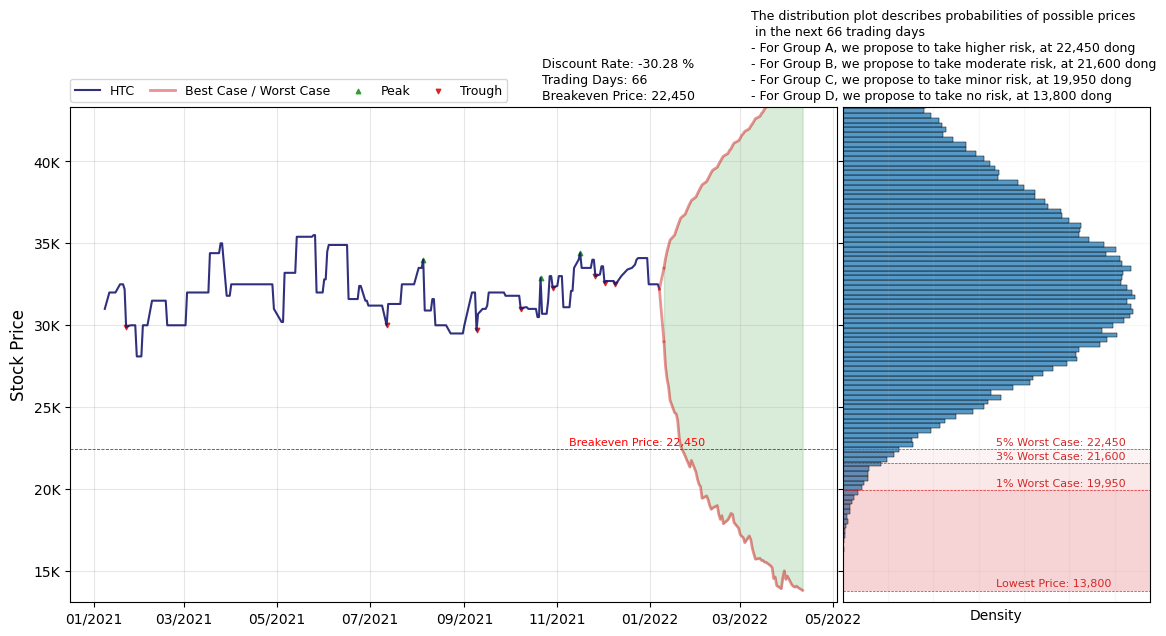 The distribution plot describes probabilities of possible prices
in the next 66 trading days
- For Group A, we propose to take higher risk, at 22,450 dong
- For Group B, we propose to take moderate risk, at 21,600 dong
- For Group C, we propose to take minor risk, at 19,950 dong
- For Group D, we propose to take no risk, at 13,800 dong
Discount Rate: -30.28 %
Trading Days: 66
Breakeven Price: 22,450
HTC
Best Case / Worst Case
Peak
Trough
Stock Price
40K
35K
30K
25K
20K
15K
Breakeven Price: 22,450
5% Worst Case: 22,450
3% Worst Case: 21,600
1% Worst Case: 19,950
Lowest Price: 13,800
01/2021
03/2021
05/2021
07/2021
09/2021
11/2021
01/2022
03/2022
05/2022
Density